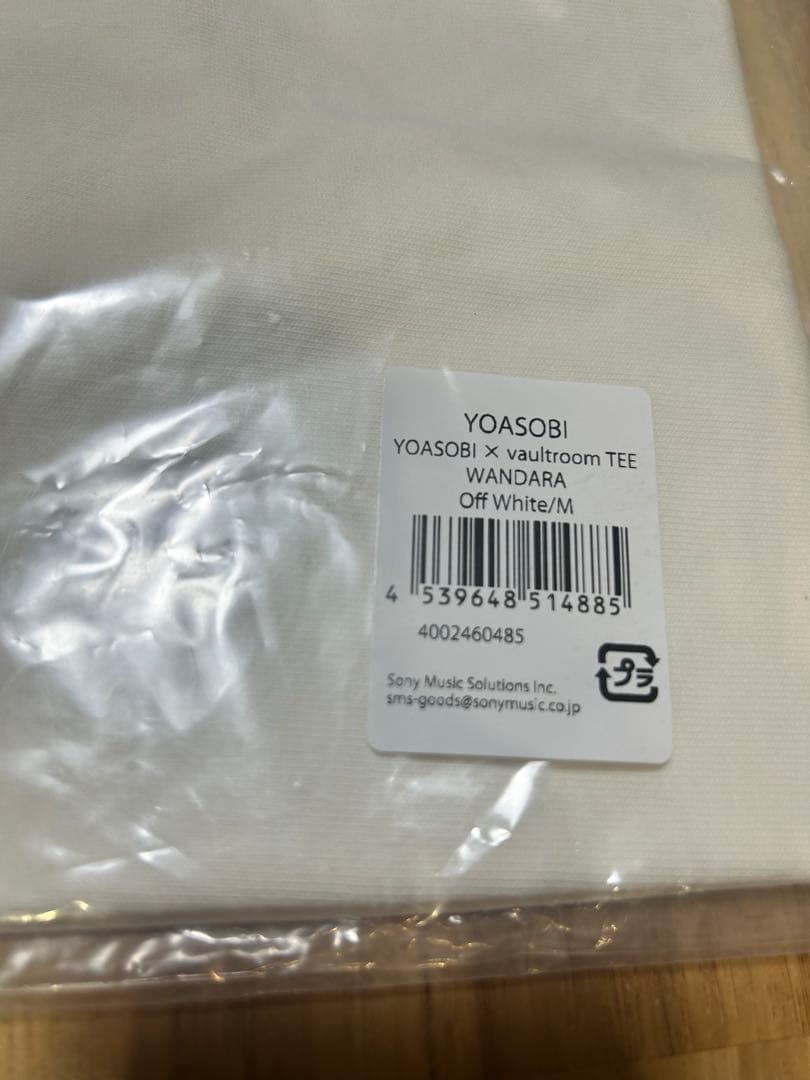 YOASOBI
YOASOBI × vaultroom TEE
WANDARA
Off White/M
4 539648 514885
4002460485
Sony Music Solutions Inc.
sms-goods@sonymusic.co.jp
プラ